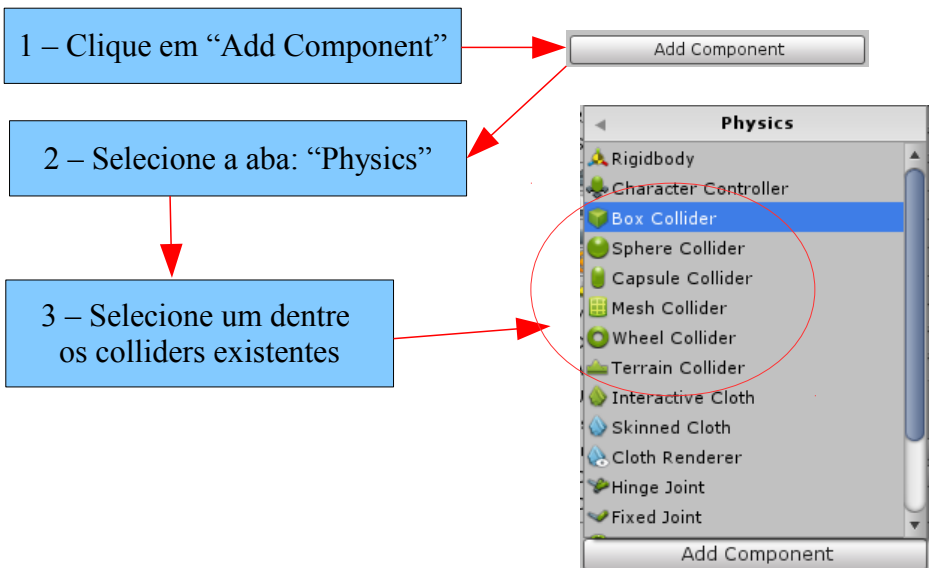 1 – Clique em “Add Component”
Add Component
2 – Selecione a aba: “Physics”
3 – Selecione um dentre
os colliders existentes
Physics
Rigidbody
Character Controller
Box Collider
Sphere Collider
Capsule Collider
Mesh Collider
Wheel Collider
Terrain Collider
Interactive Cloth
Skinned Cloth
Cloth Renderer
Hinge Joint
Fixed Joint
Add Component